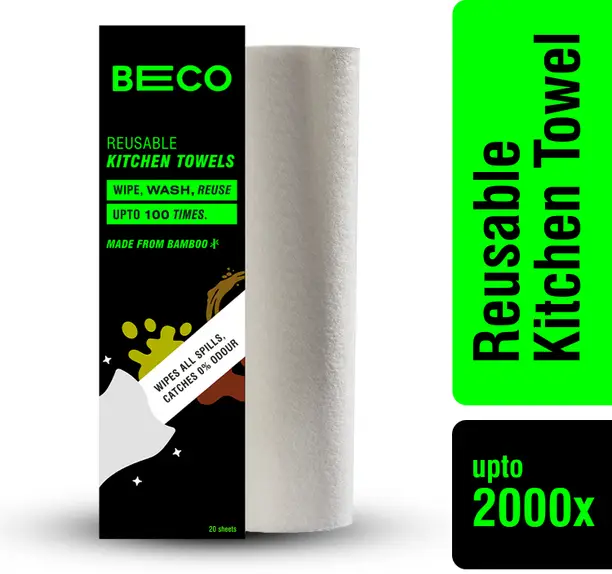 BECO
REUSABLE
KITCHEN TOWELS
WIPE, WASH, REUSE
UPTO 100 TIMES.
MADE FROM BAMBOO
WIPES ALL SPILLS,
CATCHES 0% ODOUR
20 sheets
Reusable
Kitchen Towel
upto
2000x